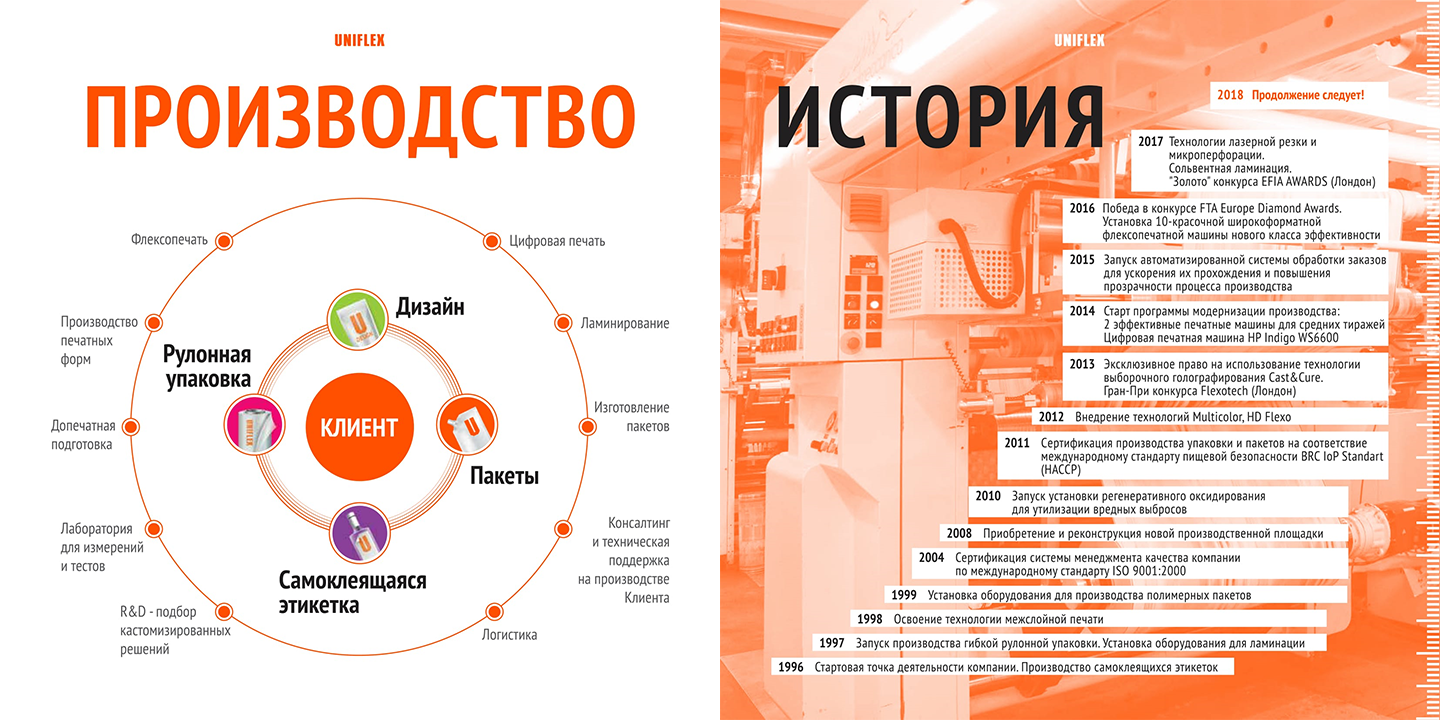 UNIFLEX
ПРОИЗВОДСТВО
Флексопечать
Цифровая печать
Производство
печатных
форм
Ламинирование
Дизайн
Рулонная
упаковка
U
DESIGN
UNIFLEX
КЛИЕНТ
U
Изготовление
пакетов
Допечатная
подготовка
Пакеты
Лаборатория
для измерений
и тестов
U
Консалтинг
и техническая
поддержка
на производстве
Клиента
Самоклеящаяся
этикетка
R&D - подбор
кастомизированных
решений
Логистика
UNIFLEX
ИСТОРИЯ
2018 Продолжение следует!
2017 Технологии лазерной резки и
микроперфорации.
Сольвентная ламинация.
"Золото" конкурса EFIA AWARDS (Лондон)
2016 Победа в конкурсе FTA Europe Diamond Awards.
Установка 10-красочной широкоформатной
флексопечатной машины нового класса эффективности
2015 Запуск автоматизированной системы обработки заказов
для ускорения их прохождения и повышения
прозрачности процесса производства
2014 Старт программы модернизации производства:
2 эффективные печатные машины для средних тиражей
Цифровая печатная машина HP Indigo WS6600
2013 Эксклюзивное право на использование технологии
выборочного голографирования Cast&Cure.
Гран-При конкурса Flexotech (Лондон)
2012 Внедрение технологий Multicolor, HD Flexo
2011 Сертификация производства упаковки и пакетов на соответствие
международному стандарту пищевой безопасности BRC IoP Standart
(HACCP)
2010 Запуск установки регенеративного оксидирования
для утилизации вредных выбросов
2008 Приобретение и реконструкция новой производственной площадки
2004 Сертификация системы менеджмента качества компании
по международному стандарту ISO 9001:2000
1999 Установка оборудования для производства полимерных пакетов
1998 Освоение технологии межслойной печати
1997 Запуск производства гибкой рулонной упаковки. Установка оборудования для ламинации
1996 Стартовая точка деятельности компании. Производство самоклеящихся этикеток